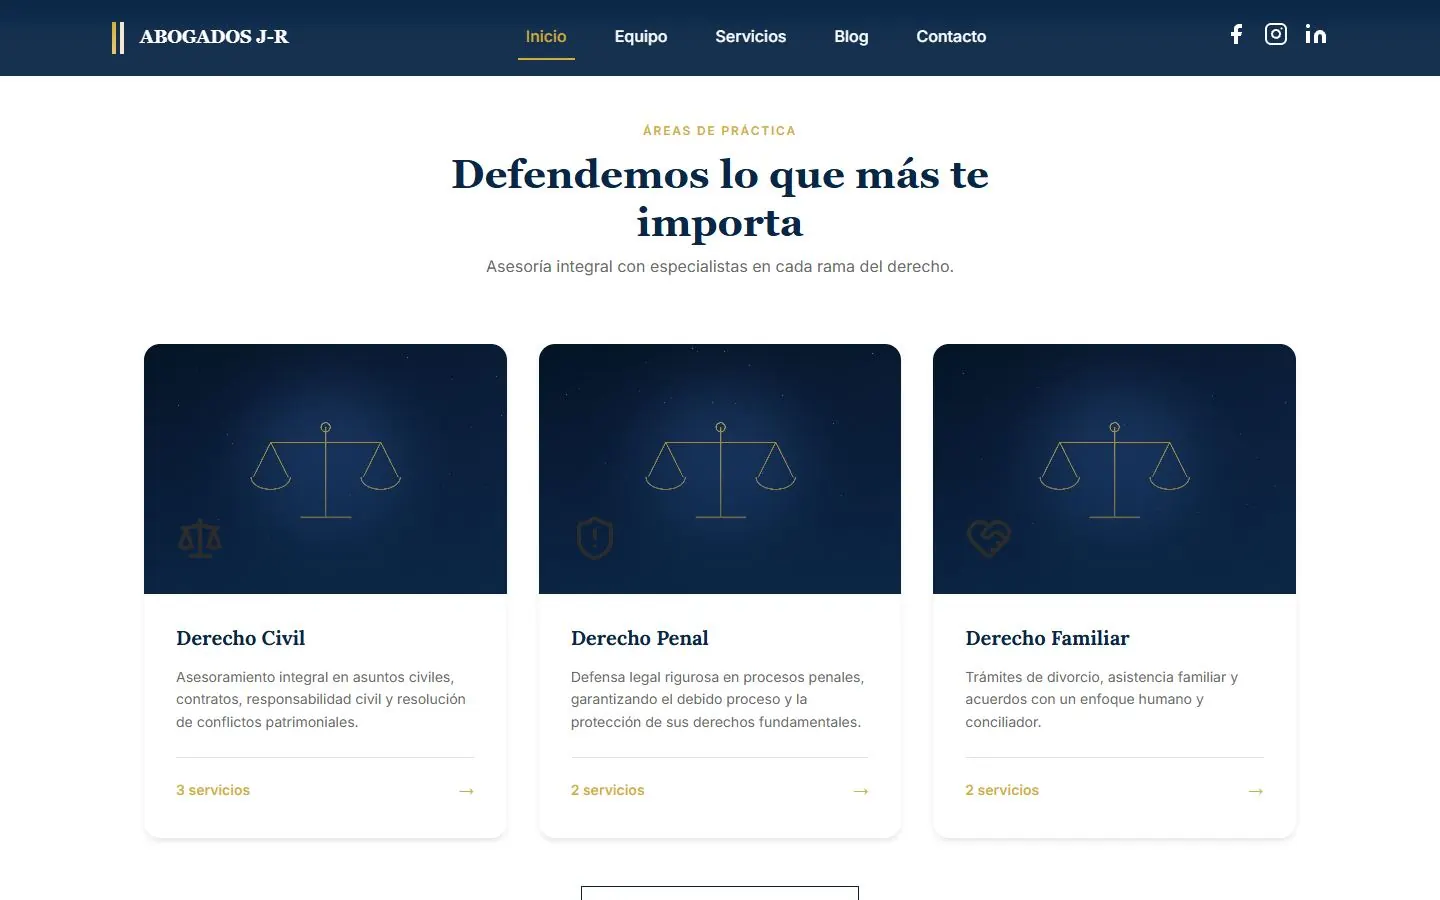 ABOGADOS J-R
Inicio
Equipo
Servicios
Blog
Contacto
ÁREAS DE PRÁCTICA
Defendemos lo que más te
importa
Asesoría integral con especialistas en cada rama del derecho.
Derecho Civil
Asesoramiento integral en asuntos civiles,
contratos, responsabilidad civil y resolución
de conflictos patrimoniales.
3 servicios →
Derecho Penal
Defensa legal rigurosa en procesos penales,
garantizando el debido proceso y la
protección de sus derechos fundamentales.
2 servicios →
Derecho Familiar
Trámites de divorcio, asistencia familiar y
acuerdos con un enfoque humano y
conciliador.
2 servicios →